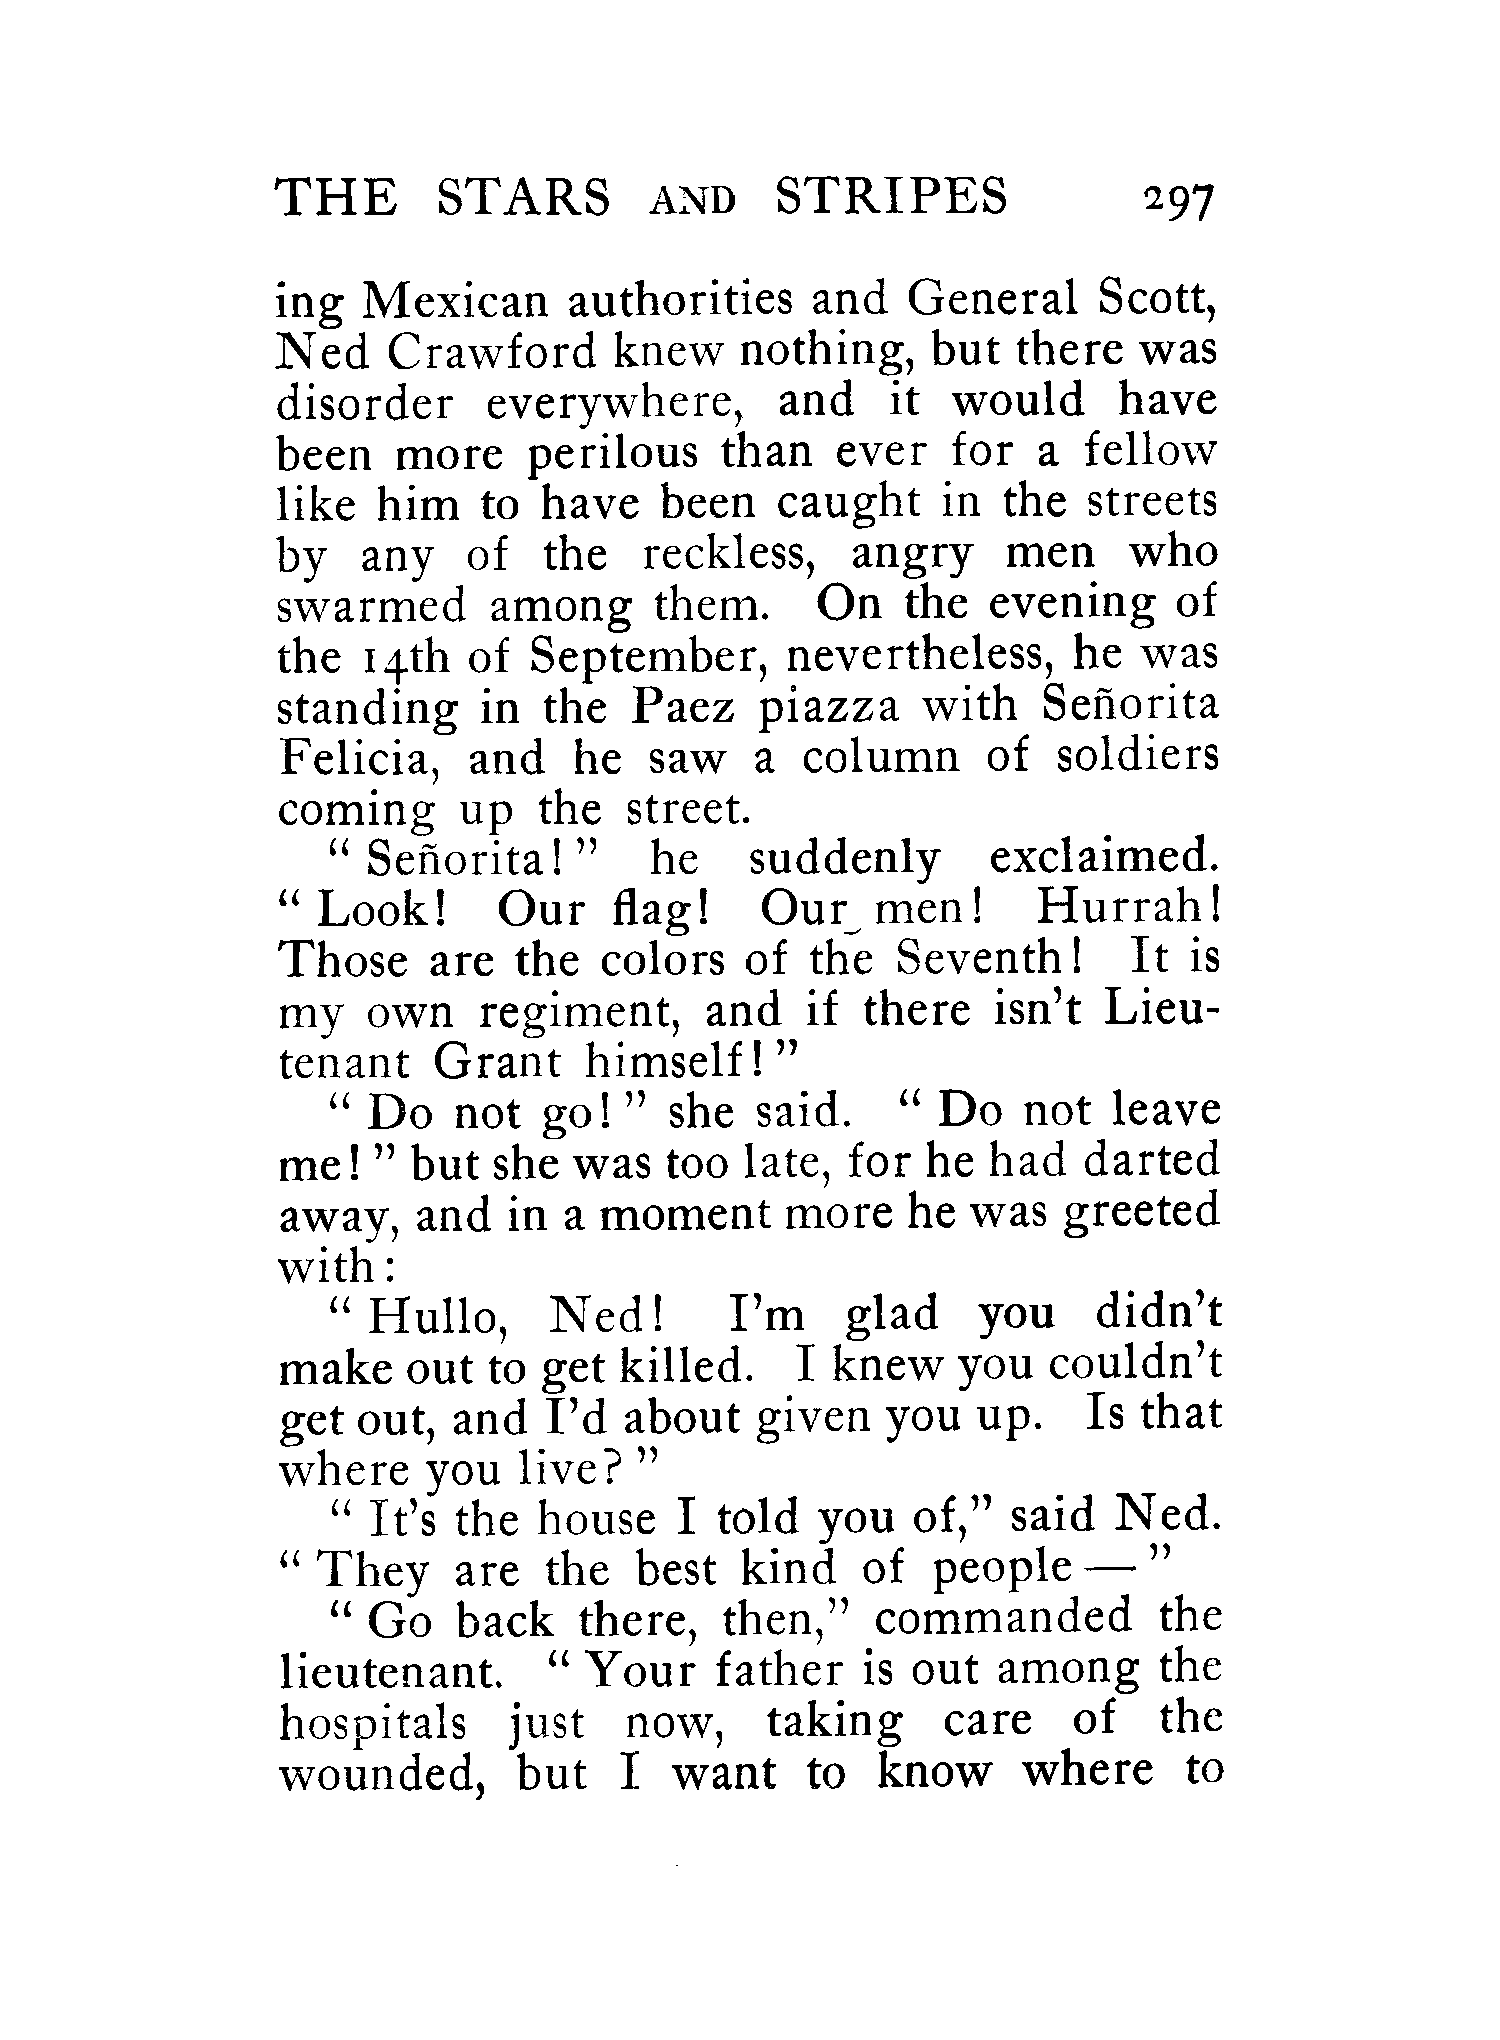 THE STARS AND STRIPES 297
ing Mexican authorities and General Scott,
Ned Crawford knew nothing, but there was
disorder everywhere, and it would have
been more perilous than ever for a fellow
like him to have been caught in the streets
by any of the reckless, angry men who
swarmed among them. On the evening of
the 14th of September, nevertheless, he was
standing in the Paez piazza with Señorita
Felicia, and he saw a column of soldiers
coming up the street.
“ Señorita! ” he suddenly exclaimed.
“ Look! Our flag! Our men! Hurrah!
Those are the colors of the Seventh! It is
my own regiment, and if there isn’t Lieu-
tenant Grant himself! ”
“ Do not go! ” she said. “ Do not leave
me! ” but she was too late, for he had darted
away, and in a moment more he was greeted
with:
“ Hullo, Ned! I’m glad you didn’t
make out to get killed. I knew you couldn’t
get out, and I’d about given you up. Is that
where you live? ”
“ It’s the house I told you of,” said Ned.
“ They are the best kind of people — ”
“ Go back there, then,” commanded the
lieutenant. “ Your father is out among the
hospitals just now, taking care of the
wounded, but I want to know where to